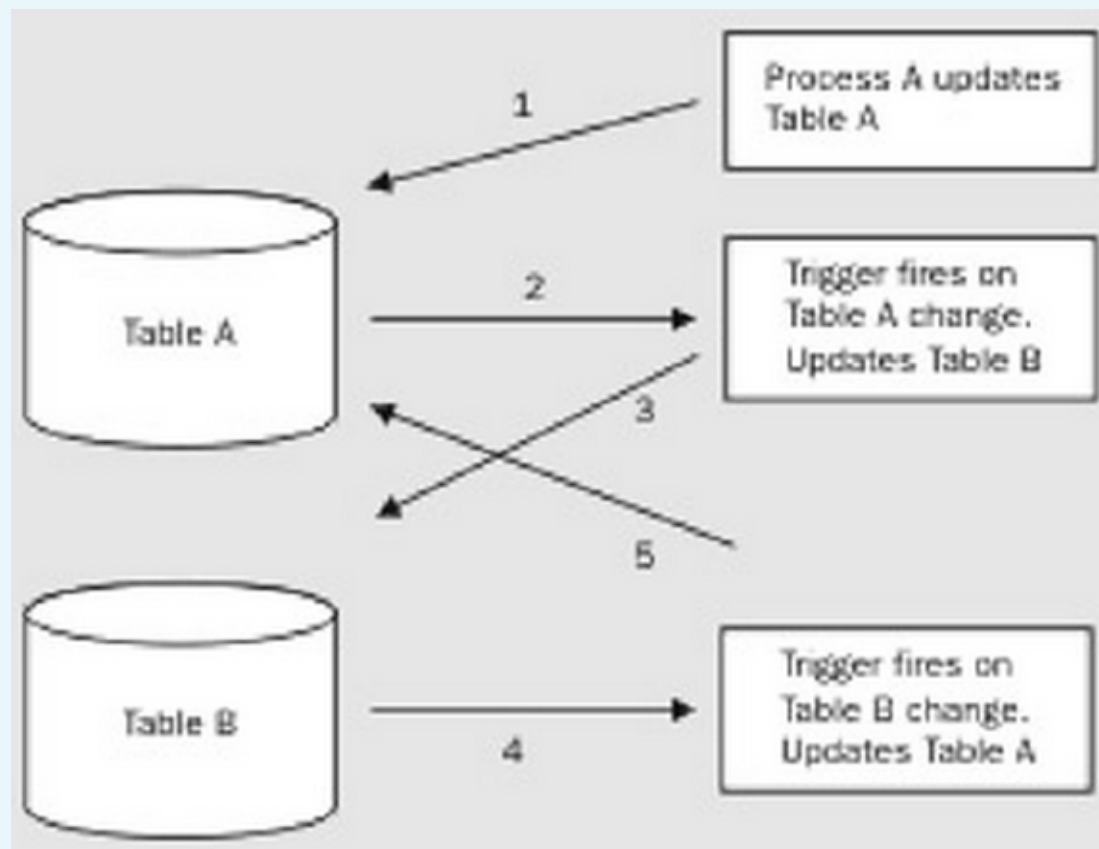 1
Process A updates
Table A
Table A
2
Trigger fires on
Table A change.
Updates Table B
3
5
Table B
4
Trigger fires on
Table B change.
Updates Table A